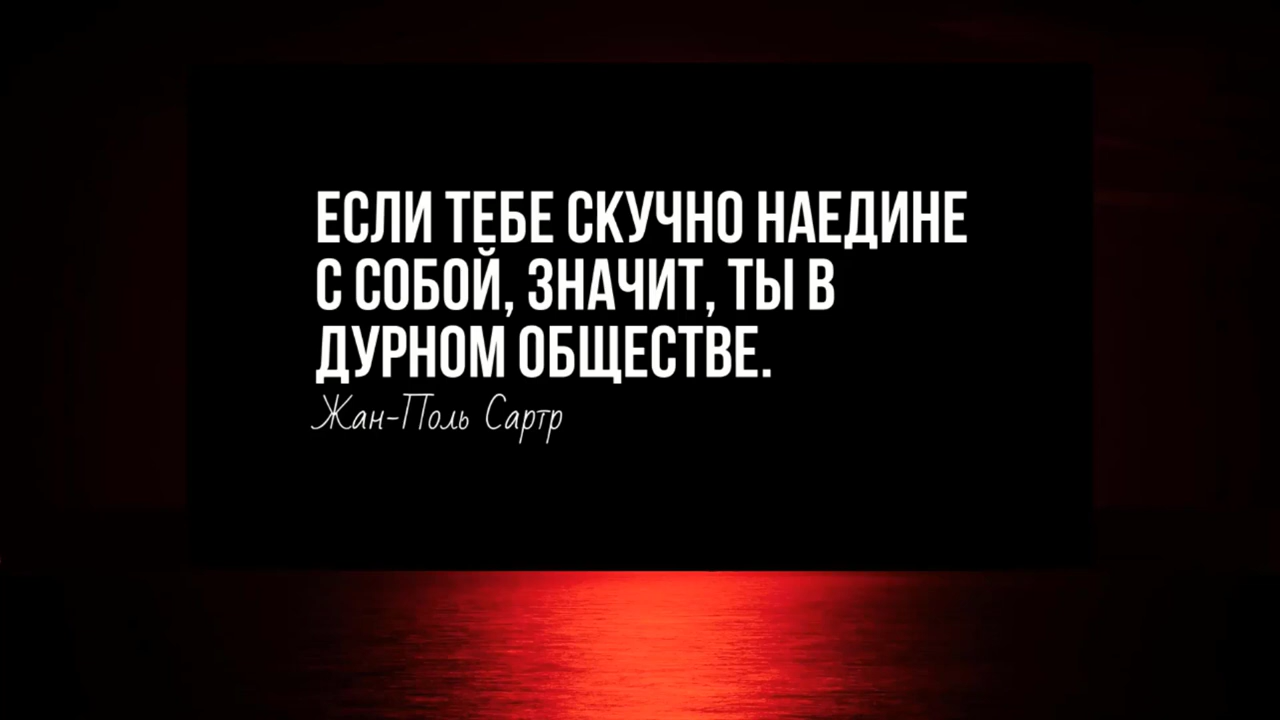 ЕСЛИ ТЕБЕ СКУЧНО НАЕДИНЕ
С СОБОЙ, ЗНАЧИТ, ТЫ В
ДУРНОМ ОБЩЕСТВЕ.
Жан-Поль Сартр